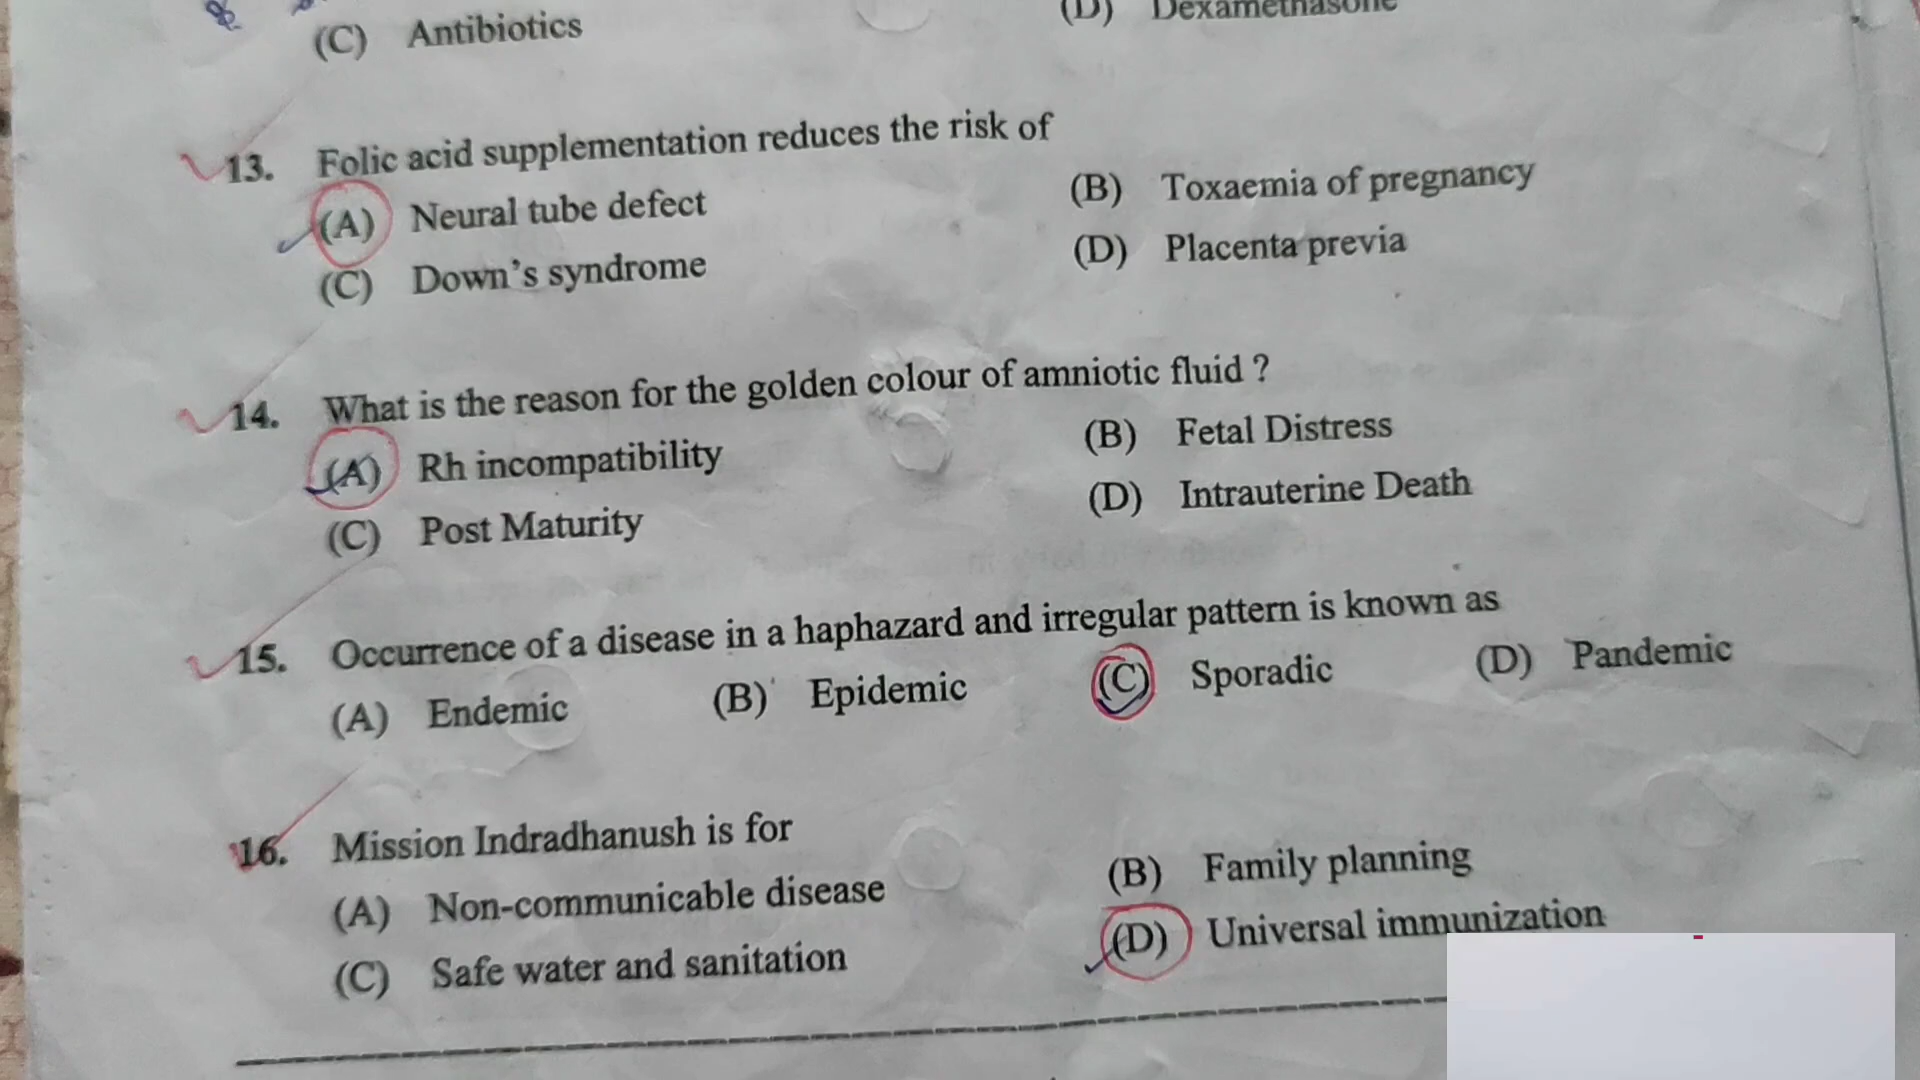 (C) Antibiotics
(D) Dexamethasone
13. Folic acid supplementation reduces the risk of
(A) Neural tube defect
(B) Toxaemia of pregnancy
(C) Down's syndrome
(D) Placenta previa
14. What is the reason for the golden colour of amniotic fluid ?
(A) Rh incompatibility
(B) Fetal Distress
(C) Post Maturity
(D) Intrauterine Death
15. Occurrence of a disease in a haphazard and irregular pattern is known as
(A) Endemic (B) Epidemic (C) Sporadic (D) Pandemic
16. Mission Indradhanush is for
(A) Non-communicable disease
(B) Family planning
(C) Safe water and sanitation
(D) Universal immunization